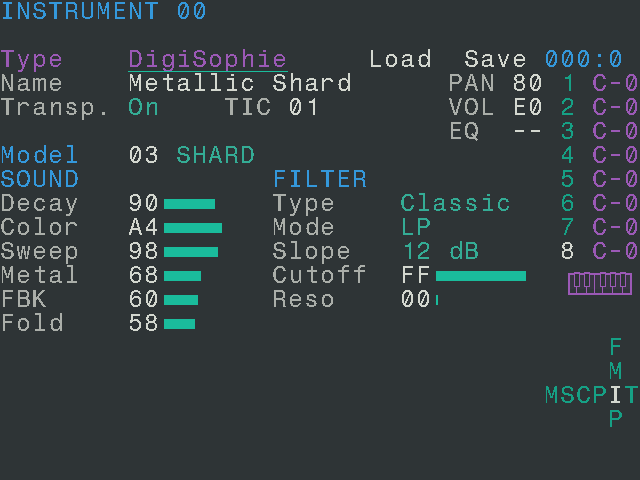 INSTRUMENT 00
Type DigiSophie Load Save 000:0
Name Metallic Shard PAN 80 1 C-0
Transp. On TIC 01 VOL E0 2 C-0
EQ -- 3 C-0
Model 03 SHARD 4 C-0
SOUND FILTER 5 C-0
Decay 90 Type Classic 6 C-0
Color A4 Mode LP 7 C-0
Sweep 98 Slope 12 dB 8 C-0
Metal 68 Cutoff FF
FBK 60 Reso 00
Fold 58
F
M
MSCPIT
P